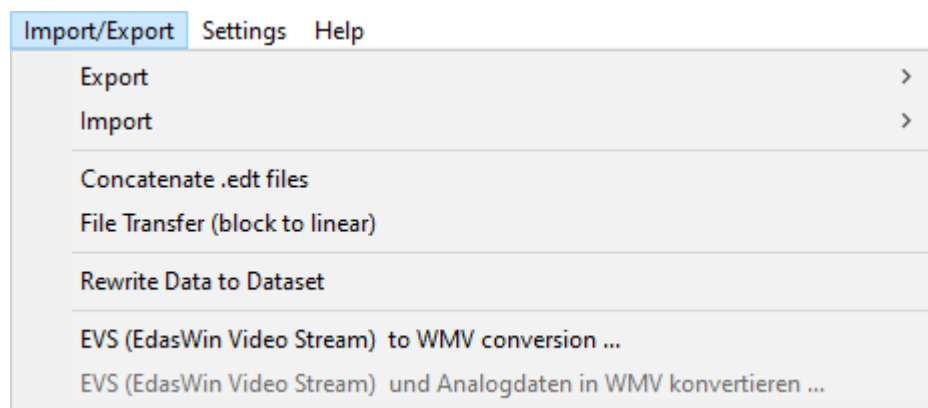 Import/Export Settings Help
Export
Import
Concatenate .edt files
File Transfer (block to linear)
Rewrite Data to Dataset
EVS (EdasWin Video Stream)  to WMV conversion ...
EVS (EdasWin Video Stream)  und Analogdaten in WMV konvertieren ...